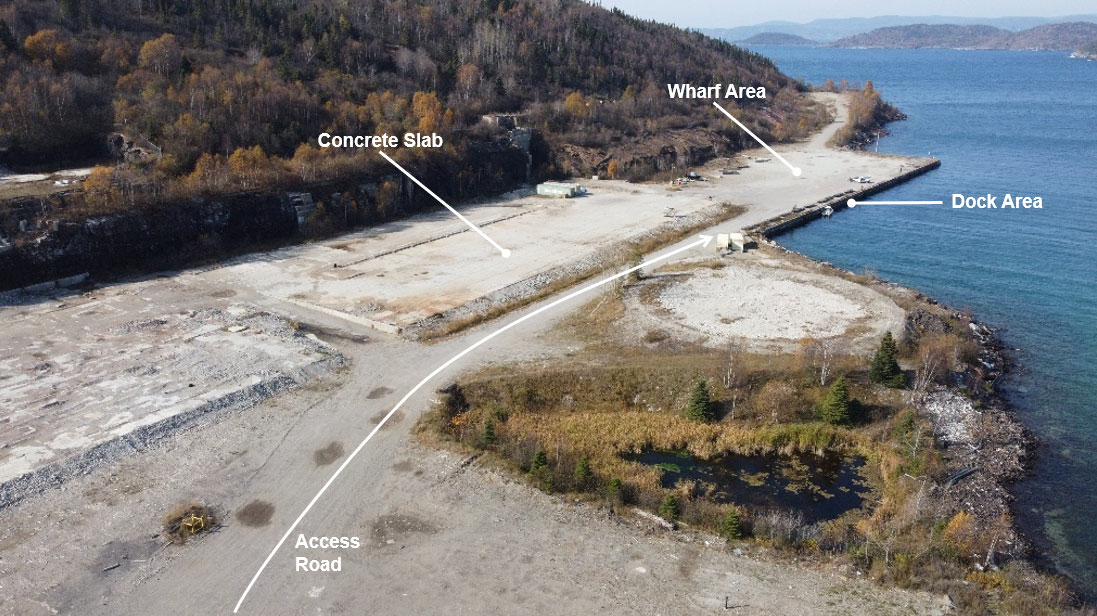 Wharf Area
Concrete Slab
Dock Area
Access
Road